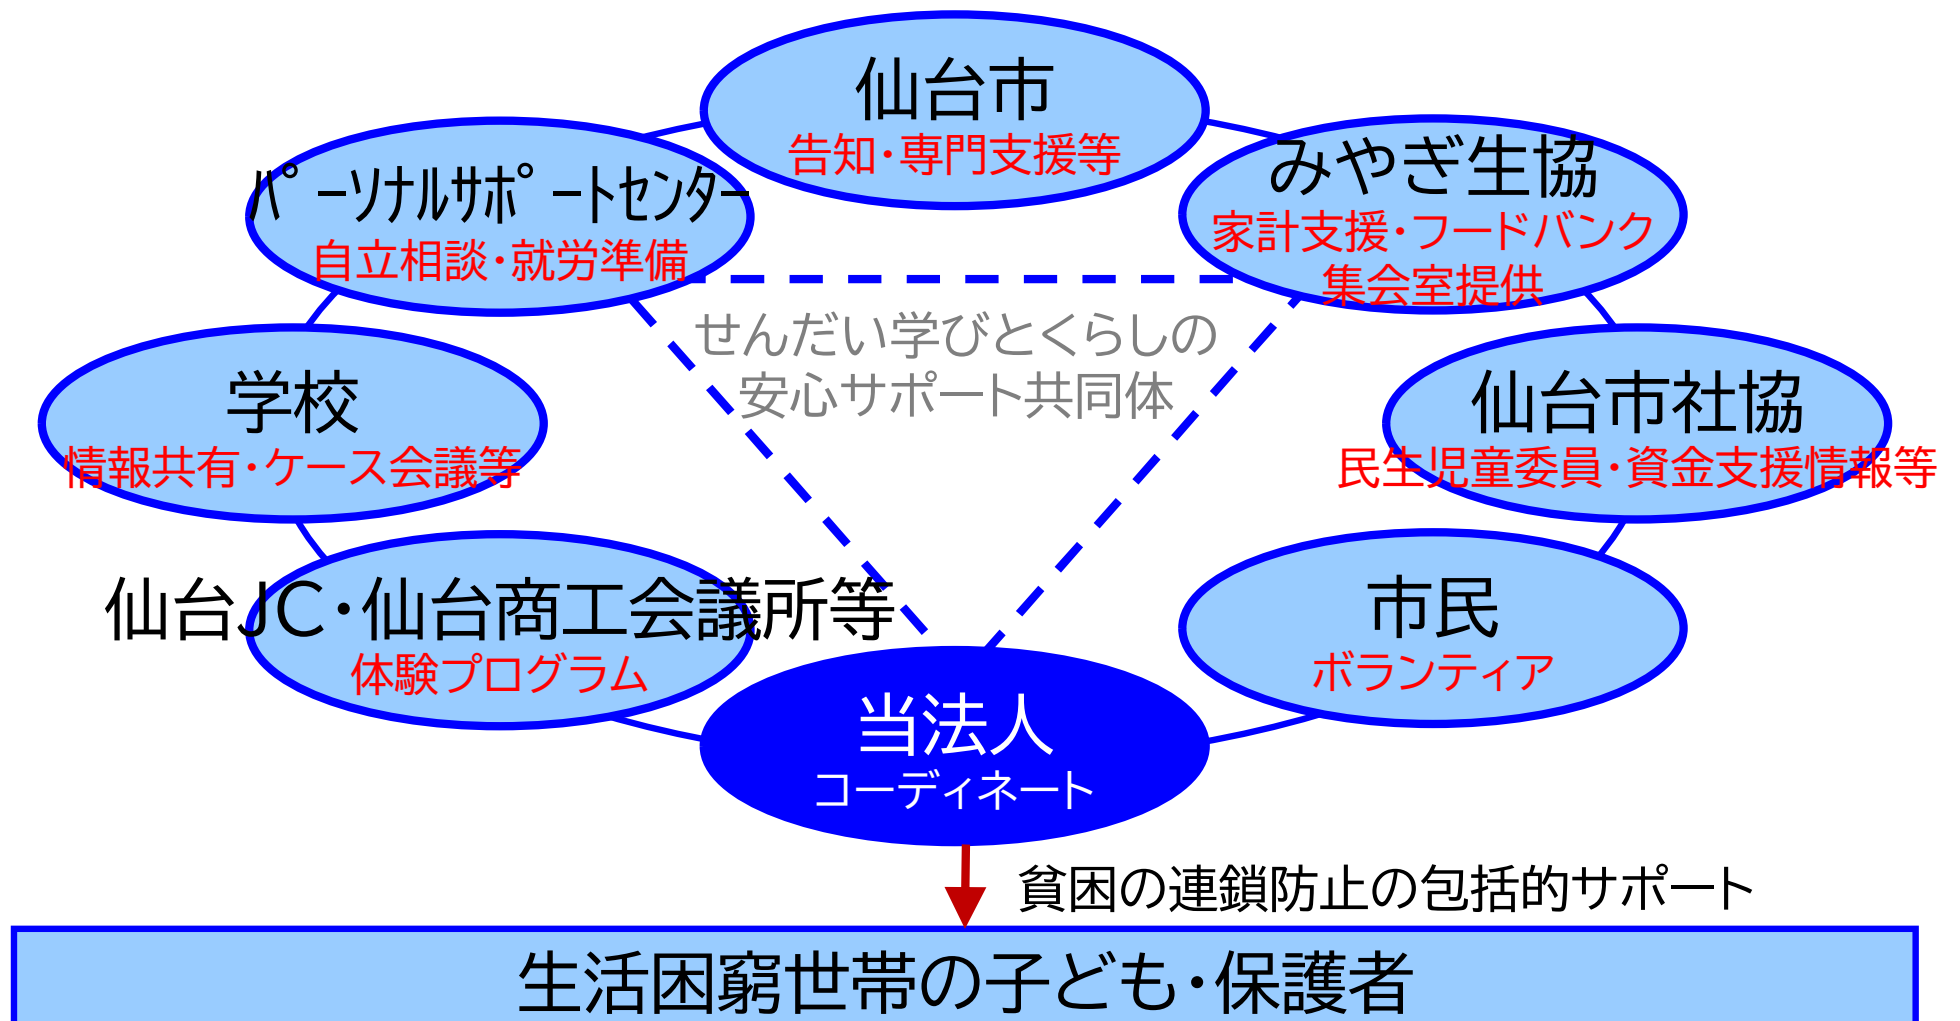 仙台市
告知･専門支援等
ﾊﾟｰｿﾅﾙｻﾎﾟｰﾄｾﾝﾀｰ
自立相談･就労準備
みやぎ生協
家計支援･フードバンク
集会室提供
せんだい学びとくらしの
安心サポート共同体
学校
情報共有･ケース会議等
仙台市社協
民生児童委員･資金支援情報等
仙台JC･仙台商工会議所等
体験プログラム
市民
ボランティア
当法人
コーディネート
貧困の連鎖防止の包括的サポート
生活困窮世帯の子ども･保護者